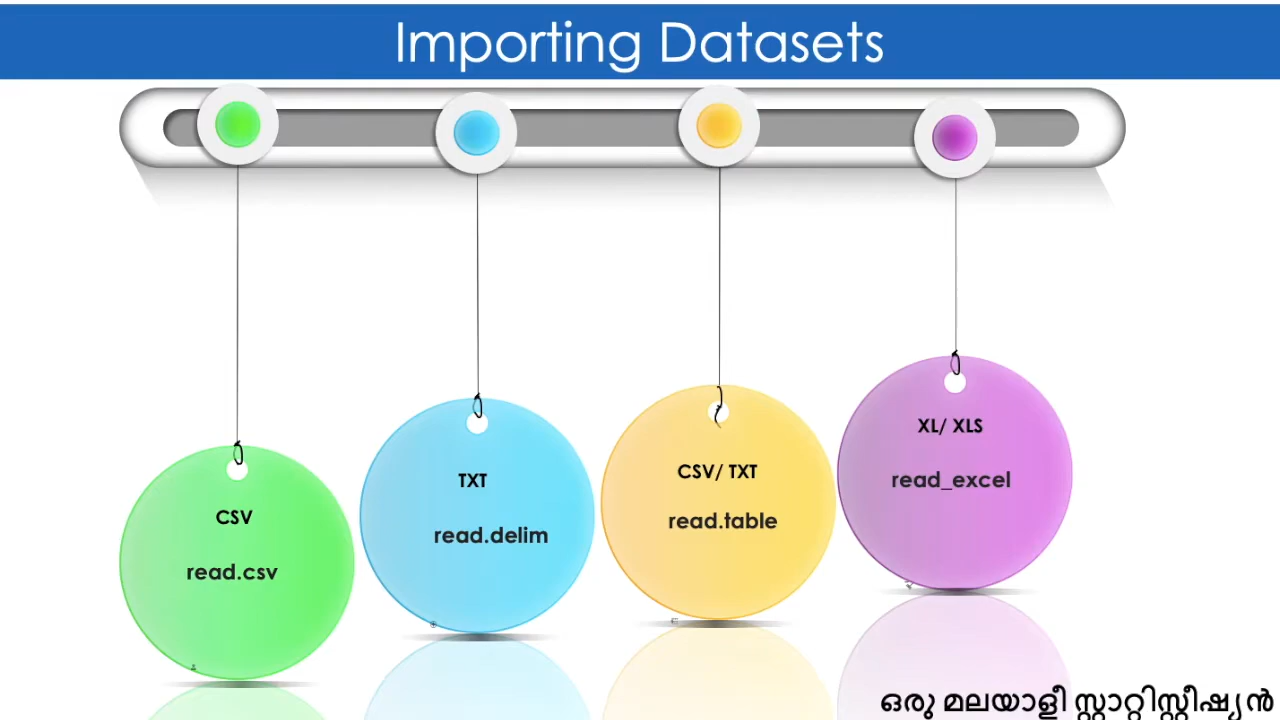 Importing Datasets
CSV
read.csv
TXT
read.delim
CSV/ TXT
read.table
XL/ XLS
read_excel
ഒരു മലയാളീ സ്റ്റാറ്റിസ്റ്റീഷ്യൻ